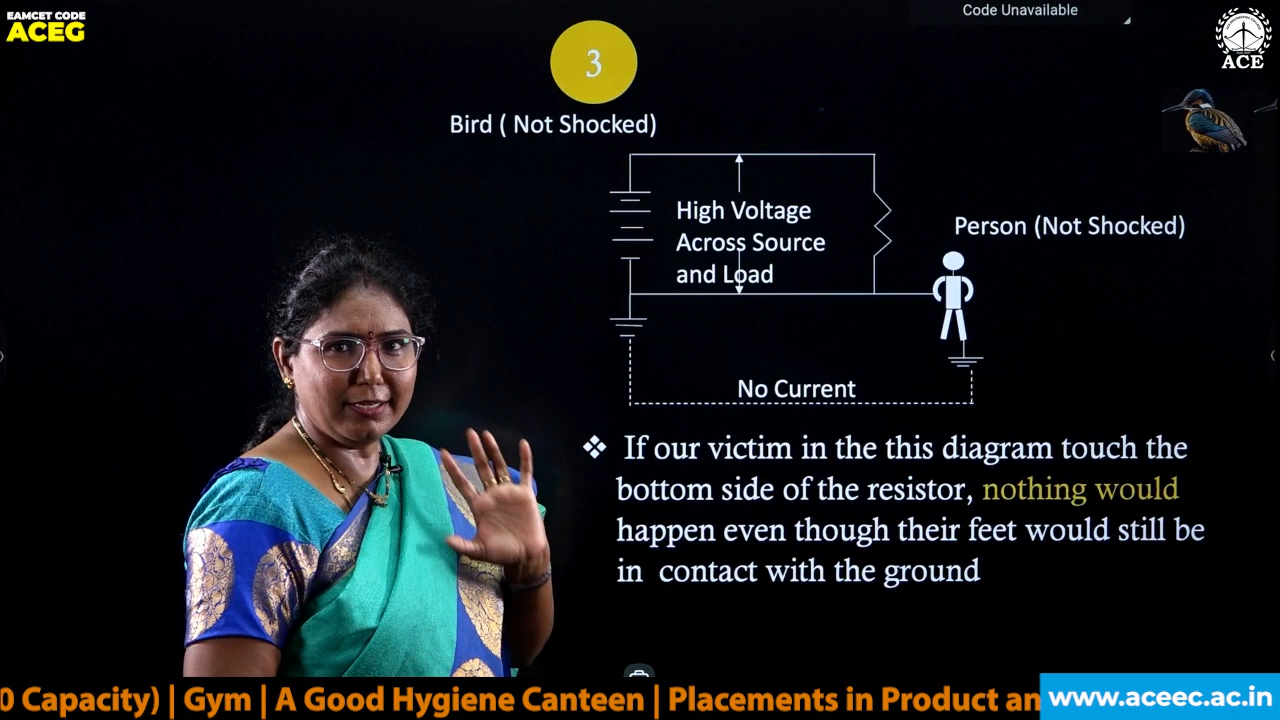 EAMCET CODE
ACEG
Code Unavailable
ACE
3
Bird ( Not Shocked)
High Voltage
Across Source
and Load
Person (Not Shocked)
No Current
❖ If our victim in the this diagram touch the
bottom side of the resistor, nothing would
happen even though their feet would still be
in contact with the ground
0 Capacity) | Gym | A Good Hygiene Canteen | Placements in Product an
www.aceec.ac.in